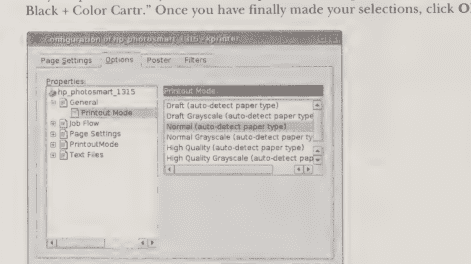 Black + Color Cartr.” Once you have finally made your selections, click O
Configuration of hp_photosmart_1315 - KPrinter
Page Settings Options Poster Filters
Properties:
hp_photosmart_1315
General
Printout Mode
Job Flow
Page Settings
PrintoutMode
Text Files
Printout Mode
Draft (auto-detect paper type)
Draft Grayscale (auto-detect paper type
Normal (auto-detect paper type)
Normal Grayscale (auto-detect paper ty
High Quality (auto-detect paper type)
High Quality Grayscale (auto-detect pap